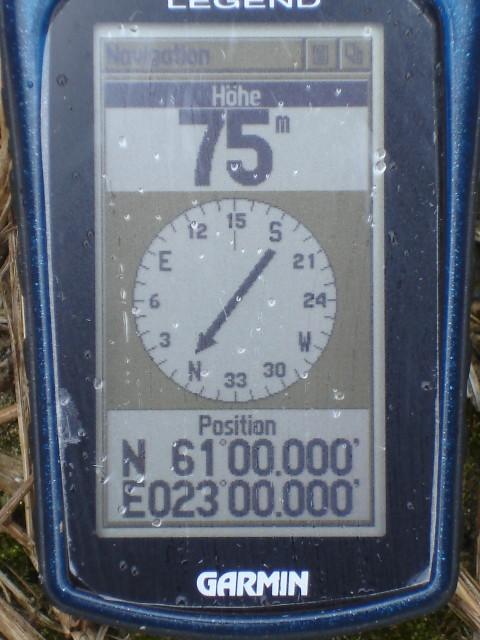 LEGEND
Navigation
Höhe
75m
12 15 S
E 21
6 24
3 W
N 33 30
Position
N 61°00.000'
E023°00.000'
GARMIN